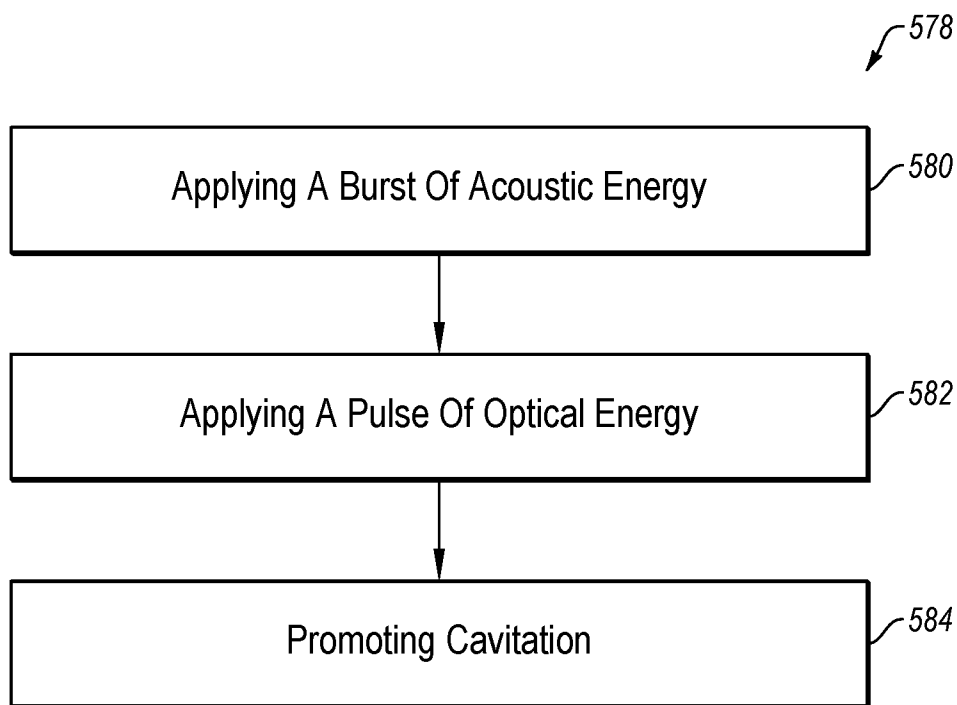 578
Applying A Burst Of Acoustic Energy
580
Applying A Pulse Of Optical Energy
582
Promoting Cavitation
584